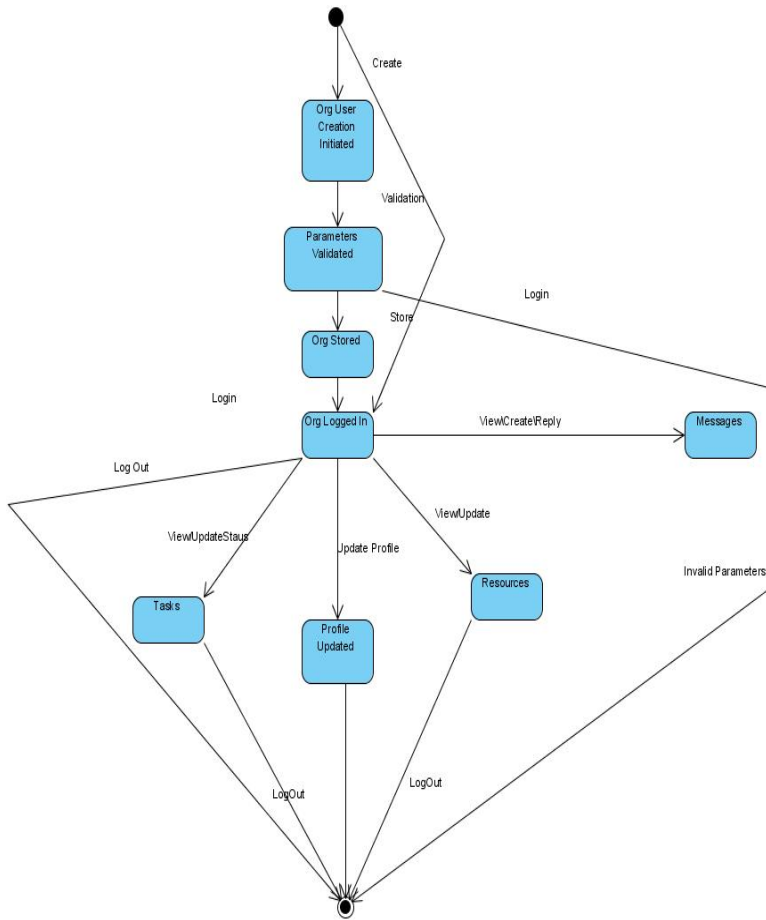 Create
Org User
Creation
Initiated
Validation
Parameters
Validated
Login
Store
Org Stored
Login
Org Logged In
View\Create\Reply
Messages
Log Out
View/Update
View/UpdateStaus
Update Profile
Invalid Parameters
Resources
Tasks
Profile
Updated
LogOut
LogOut